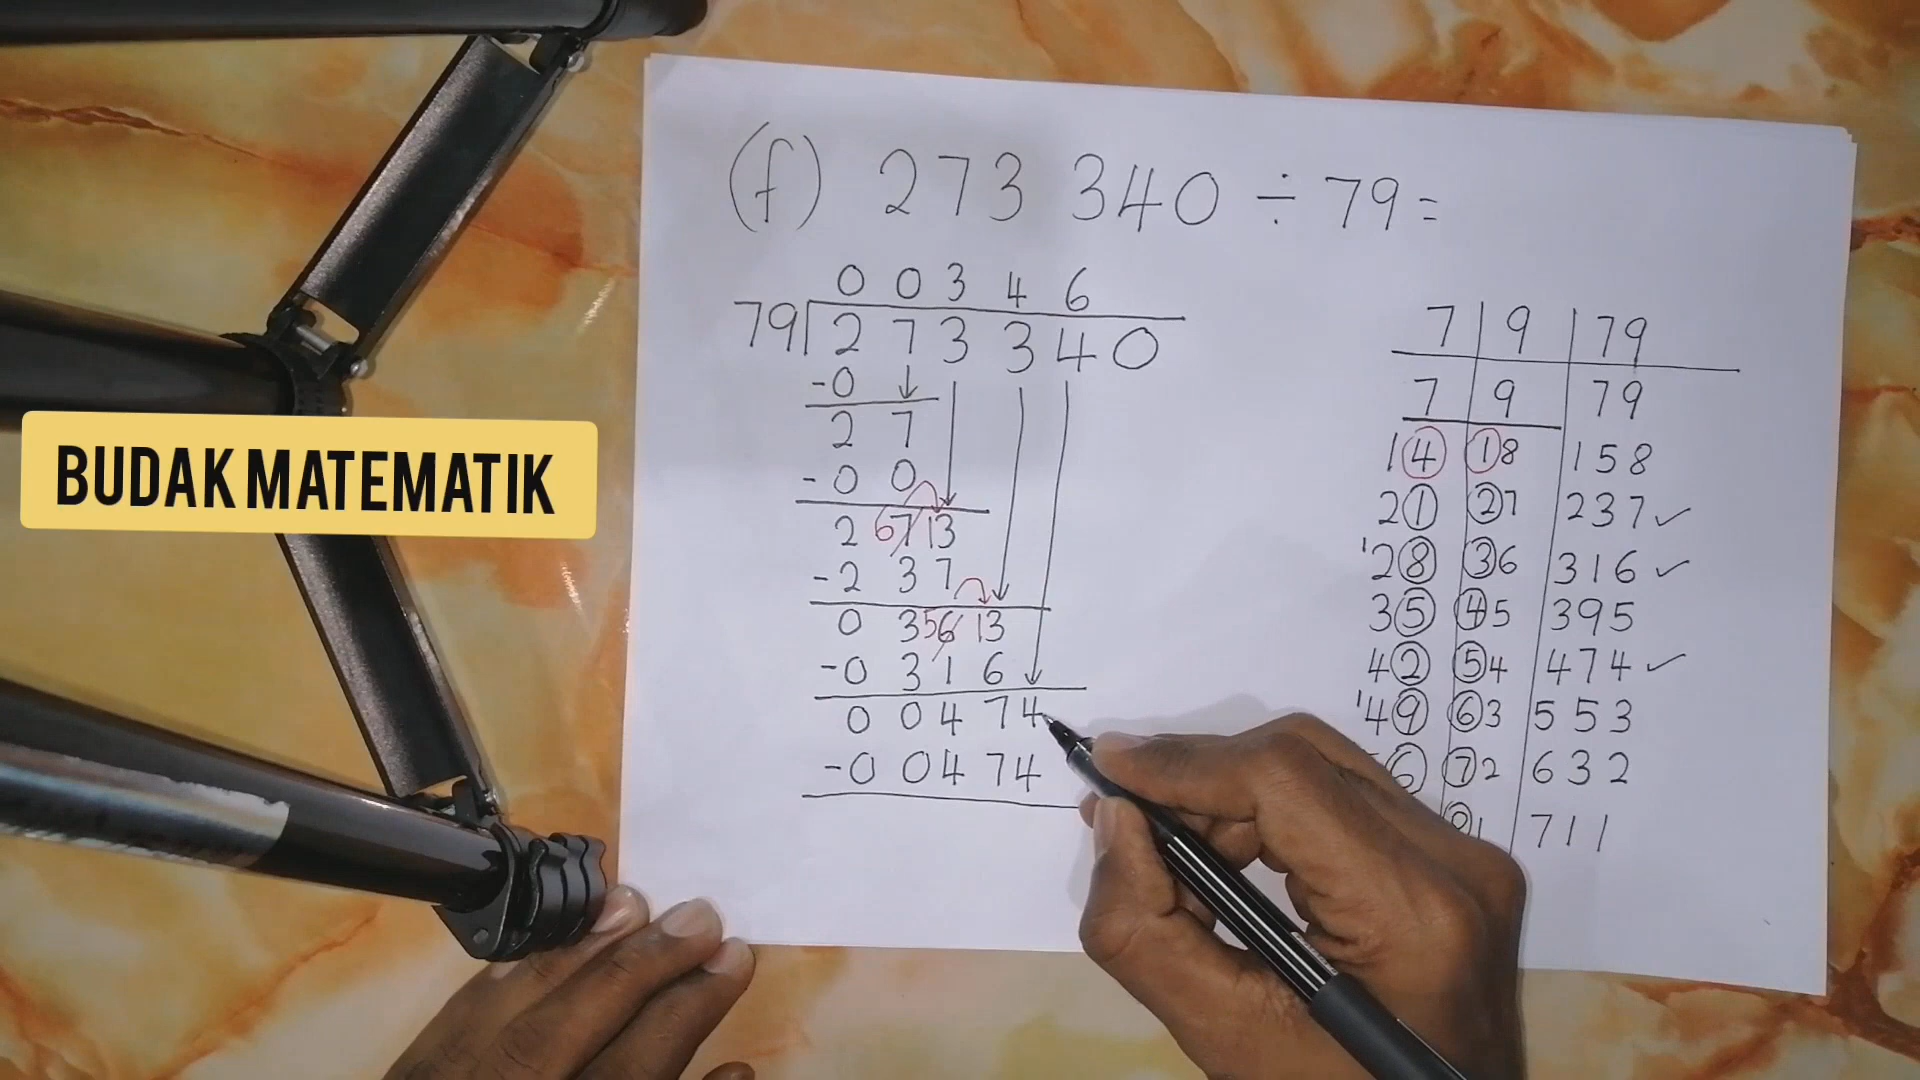 (f) 273 340 ÷ 79 =
0 0 3 4 6
79 2 7 3 3 4 0
-0
2 7
-0 0
2 6 7 13
-2 3 7
0 3 5 6 13
-0 3 1 6
0 0 4 7 4
-0 0 4 7 4
BUDAK MATEMATIK
7 9 79
7 9 79
14 18 158
21 27 237 ✓
'28 36 316 ✓
35 45 395
42 54 474 ✓
'49 63 553
6 72 632
1 711